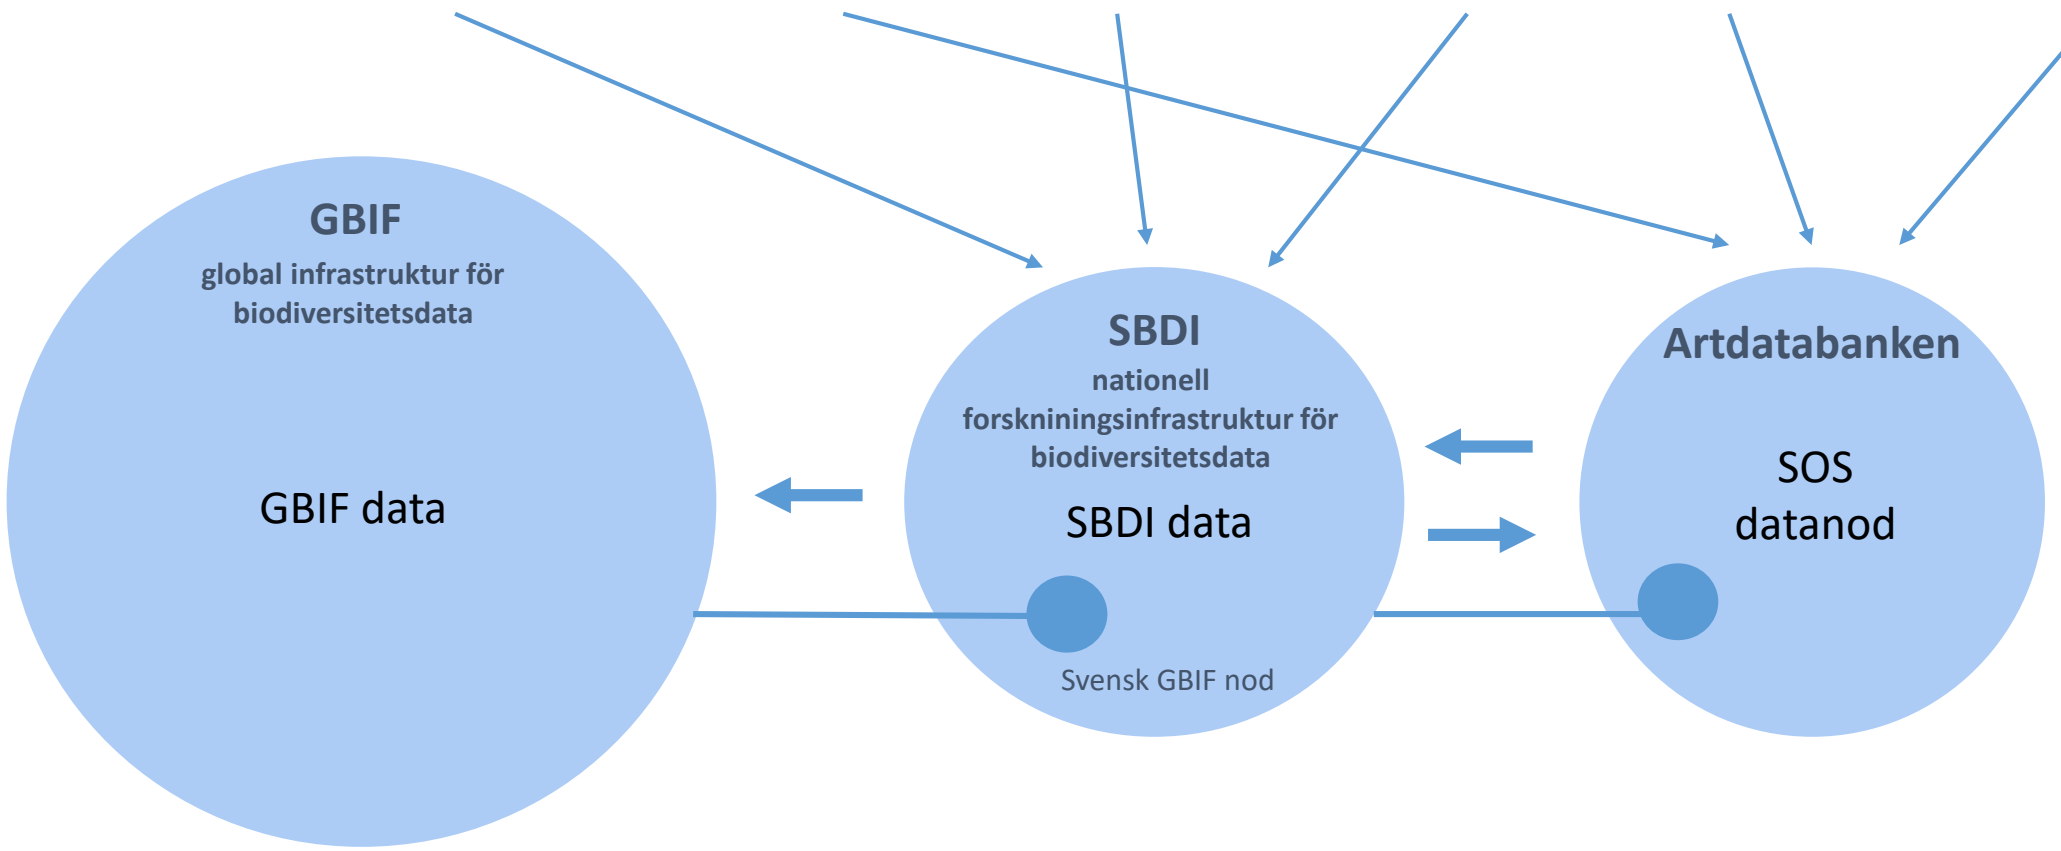 GBIF
global infrastruktur för
biodiversitetsdata
GBIF data
SBDI
nationell
forskniningsinfrastruktur för
biodiversitetsdata
SBDI data
Svensk GBIF nod
Artdatabanken
SOS
datanod